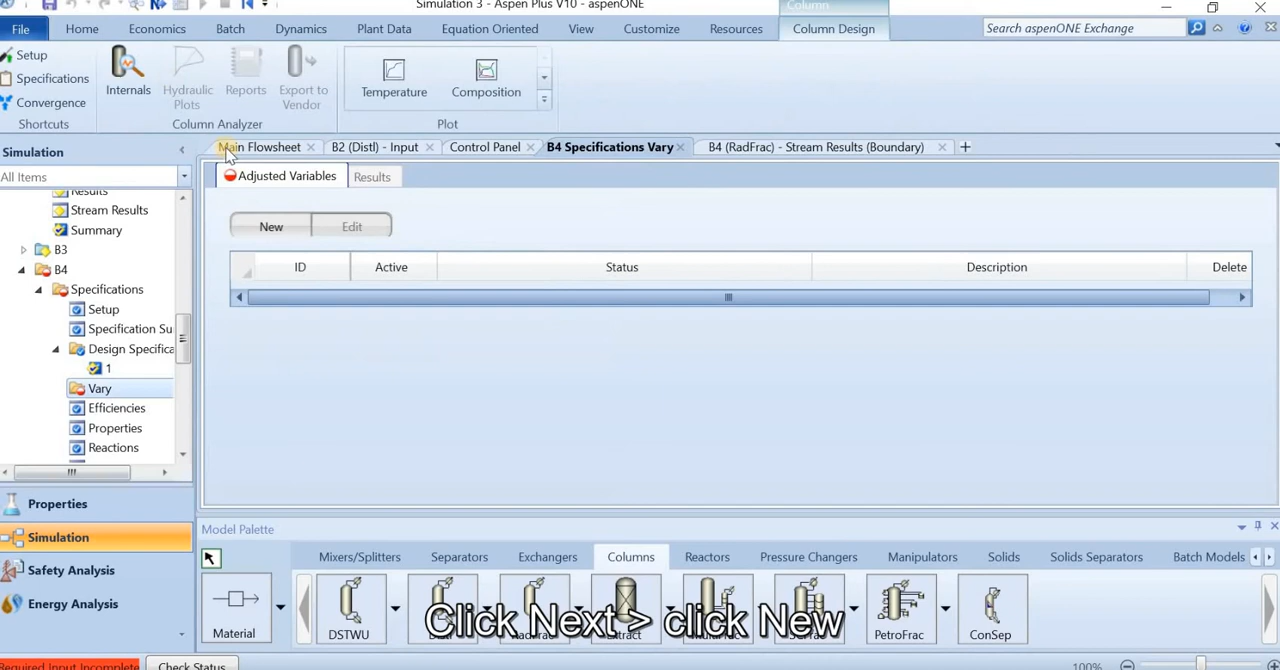 Simulation 3 - Aspen Plus V10 - aspenONE
Column
File Home Economics Batch Dynamics Plant Data Equation Oriented View Customize Resources Column Design
Search aspenONE Exchange
Setup
Specifications
Convergence
Shortcuts
Internals
Hydraulic Plots
Reports
Export to Vendor
Column Analyzer
Temperature
Composition
Plot
Simulation
All Items
Main Flowsheet B2 (Distl) - Input Control Panel B4 Specifications Vary B4 (RadFrac) - Stream Results (Boundary)
Adjusted Variables Results
New Edit
ID Active Status Description Delete
Results
Stream Results
Summary
B3
B4
Specifications
Setup
Specification Su
Design Specifica
1
Vary
Efficiencies
Properties
Reactions
Properties
Simulation
Safety Analysis
Energy Analysis
Model Palette
Mixers/Splitters Separators Exchangers Columns Reactors Pressure Changers Manipulators Solids Solids Separators Batch Models
Material
DSTWU
Extract
PetroFrac
ConSep
Click Next > click New
Required Input Incomplete
Check Status
100%